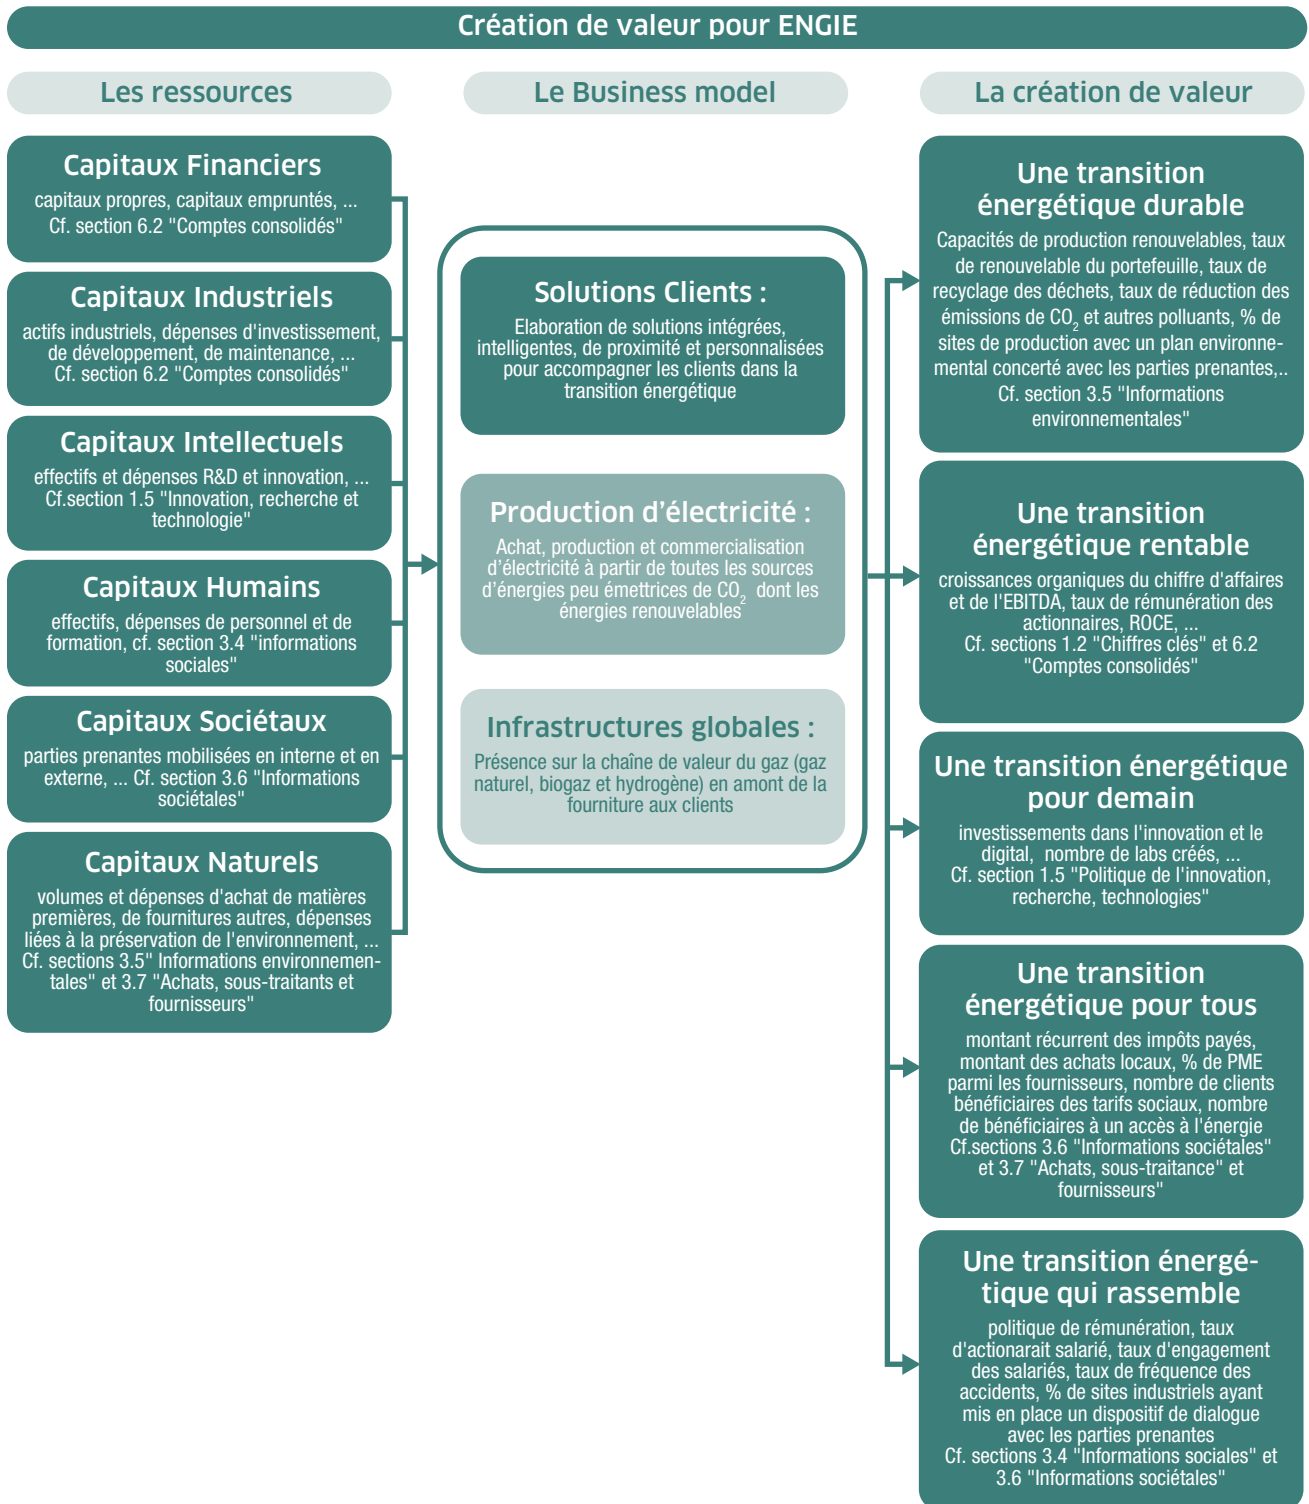 Création de valeur pour ENGIE
Les ressources
Capitaux Financiers
capitaux propres, capitaux empruntés, ...
Cf. section 6.2 "Comptes consolidés"
Capitaux Industriels
actifs industriels, dépenses d'investissement,
de développement, de maintenance, ...
Cf. section 6.2 "Comptes consolidés"
Capitaux Intellectuels
effectifs et dépenses R&D et innovation, ...
Cf.section 1.5 "Innovation, recherche et
technologie"
Capitaux Humains
effectifs, dépenses de personnel et de
formation, cf. section 3.4 "informations
sociales"
Capitaux Sociétaux
parties prenantes mobilisées en interne et en
externe, ... Cf. section 3.6 "Informations
sociétales"
Capitaux Naturels
volumes et dépenses d'achat de matières
premières, de fournitures autres, dépenses
liées à la préservation de l'environnement, ...
Cf. sections 3.5" Informations environnemen-
tales" et 3.7 "Achats, sous-traitants et
fournisseurs"
Le Business model
Solutions Clients :
Elaboration de solutions intégrées,
intelligentes, de proximité et personnalisées
pour accompagner les clients dans la
transition énergétique
Production d'électricité :
Achat, production et commercialisation
d'électricité à partir de toutes les sources
d'énergies peu émettrices de CO₂ dont les
énergies renouvelables
Infrastructures globales :
Présence sur la chaîne de valeur du gaz (gaz
naturel, biogaz et hydrogène) en amont de la
fourniture aux clients
La création de valeur
Une transition
énergétique durable
Capacités de production renouvelables, taux
de renouvelable du portefeuille, taux de
recyclage des déchets, taux de réduction des
émissions de CO₂ et autres polluants, % de
sites de production avec un plan environne-
mental concerté avec les parties prenantes,..
Cf. section 3.5 "Informations
environnementales"
Une transition
énergétique rentable
croissances organiques du chiffre d'affaires
et de l'EBITDA, taux de rémunération des
actionnaires, ROCE, ...
Cf. sections 1.2 "Chiffres clés" et 6.2
"Comptes consolidés"
Une transition énergétique
pour demain
investissements dans l'innovation et le
digital, nombre de labs créés, ...
Cf. section 1.5 "Politique de l'innovation,
recherche, technologies"
Une transition
énergétique pour tous
montant récurrent des impôts payés,
montant des achats locaux, % de PME
parmi les fournisseurs, nombre de clients
bénéficiaires des tarifs sociaux, nombre
de bénéficiaires à un accès à l'énergie
Cf.sections 3.6 "Informations sociétales"
et 3.7 "Achats, sous-traitance" et
fournisseurs"
Une transition énergé-
tique qui rassemble
politique de rémunération, taux
d'actionarait salarié, taux d'engagement
des salariés, taux de fréquence des
accidents, % de sites industriels ayant
mis en place un dispositif de dialogue
avec les parties prenantes
Cf. sections 3.4 "Informations sociales" et
3.6 "Informations sociétales"